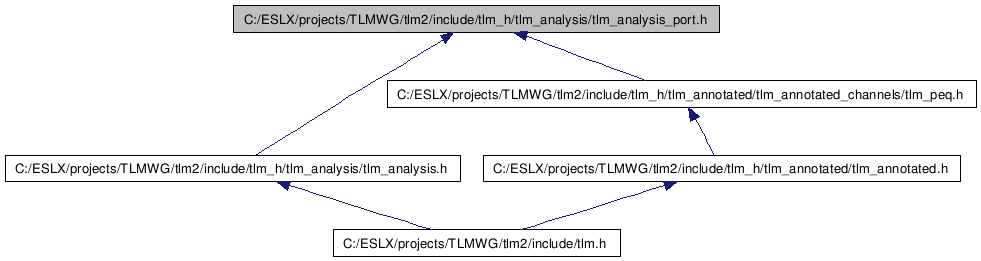 C:/ESLX/projects/TLMWG/tlm2/include/tlm_h/tlm_analysis/tlm_analysis_port.h
C:/ESLX/projects/TLMWG/tlm2/include/tlm_h/tlm_annotated/tlm_annotated_channels/tlm_peq.h
C:/ESLX/projects/TLMWG/tlm2/include/tlm_h/tlm_analysis/tlm_analysis.h
C:/ESLX/projects/TLMWG/tlm2/include/tlm_h/tlm_annotated/tlm_annotated.h
C:/ESLX/projects/TLMWG/tlm2/include/tlm.h